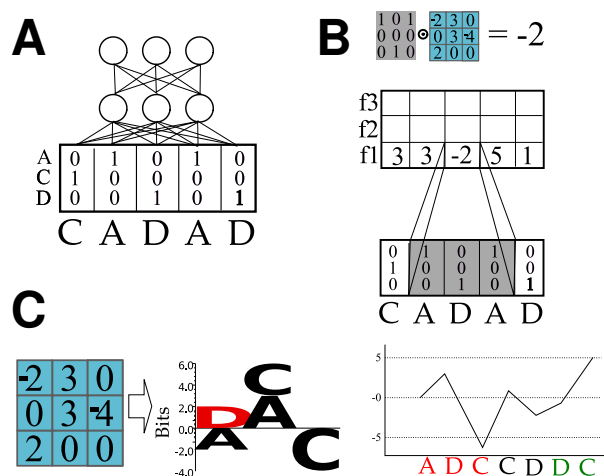 A
A 0 1 0 1 0
C 1 0 0 0 0
D 0 0 1 0 1
C A D A D
B
1 0 1 -2 3 0
0 0 0 ⊙ 0 3 -4 = -2
0 1 0 2 0 0
f3
f2
f1 3 3 -2 5 1
0 1 0 1 0
1 0 0 0 0
0 0 1 0 1
C A D A D
C
-2 3 0
0 3 -4
2 0 0
Bits
6.0
4.0
2.0
0.0
-2.0
-4.0
C
D A
A C
5
-0
-5
A D C C D D C